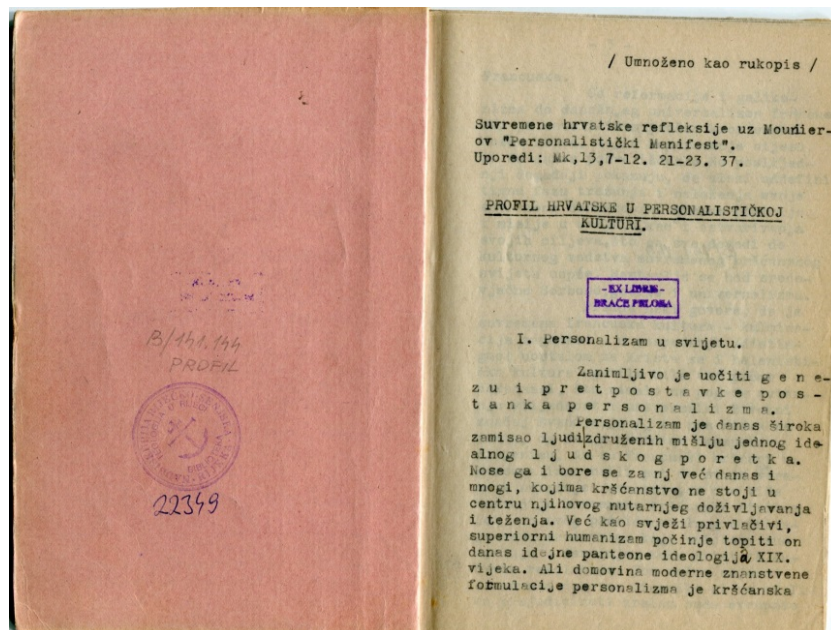 B/141.144
PROFIL
22349
/ Umnoženo kao rukopis /
Suvremene hrvatske refleksije uz Mounier-
ov "Personalistički Manifest".
Uporedi: Mk,13,7-12. 21-23. 37.
PROFIL HRVATSKE U PERSONALISTIČKOJ
KULTURI.
- EX LIBRIS -
BRAĆE PELOZA
I. Personalizam u svijetu.
Zanimljivo je uočiti g e n e-
z u i p r e t p o s t a v k e p o s -
t a n k a p e r s o n a l i z m a.
Personalizam je danas široka
zamisao ljudi združenih mišlju jednog ide-
alnog l j u d s k o g p o r e t k a.
Nose ga i bore se za nj već danas i
mnogi, kojima kršćanstvo ne stoji u
centru njihovog nutarnjeg doživljavanja
i teženja. Već kao svježi privlačivi,
superiorni humanizam počinje topiti on
danas idejne panteone ideologija XIX.
vijeka. Ali domovina moderne znanstvene
formulacije personalizma je kršćanska